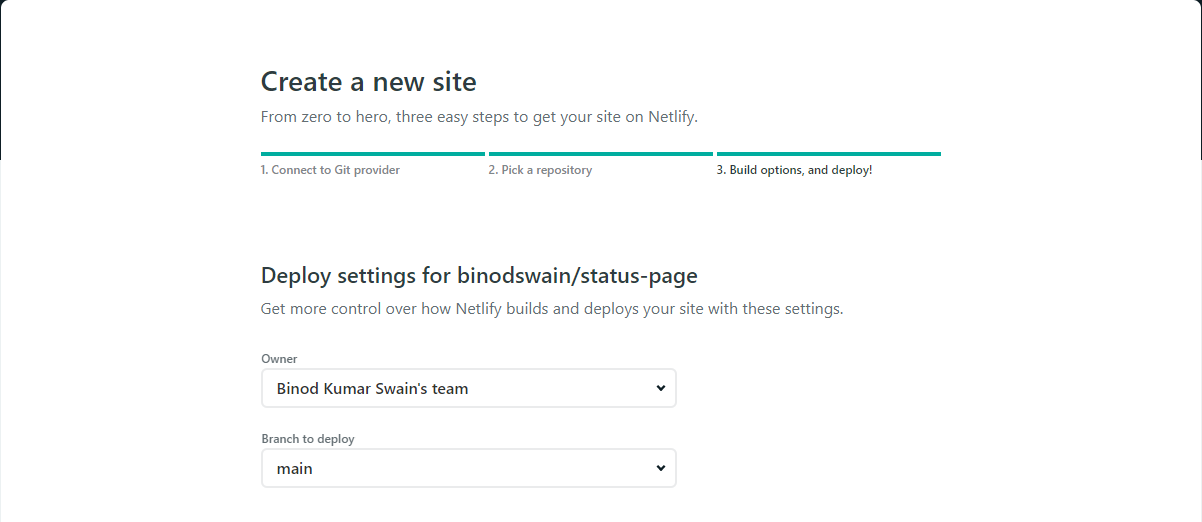 Create a new site
From zero to hero, three easy steps to get your site on Netlify.
1. Connect to Git provider
2. Pick a repository
3. Build options, and deploy!
Deploy settings for binodswain/status-page
Get more control over how Netlify builds and deploys your site with these settings.
Owner
Binod Kumar Swain's team
Branch to deploy
main